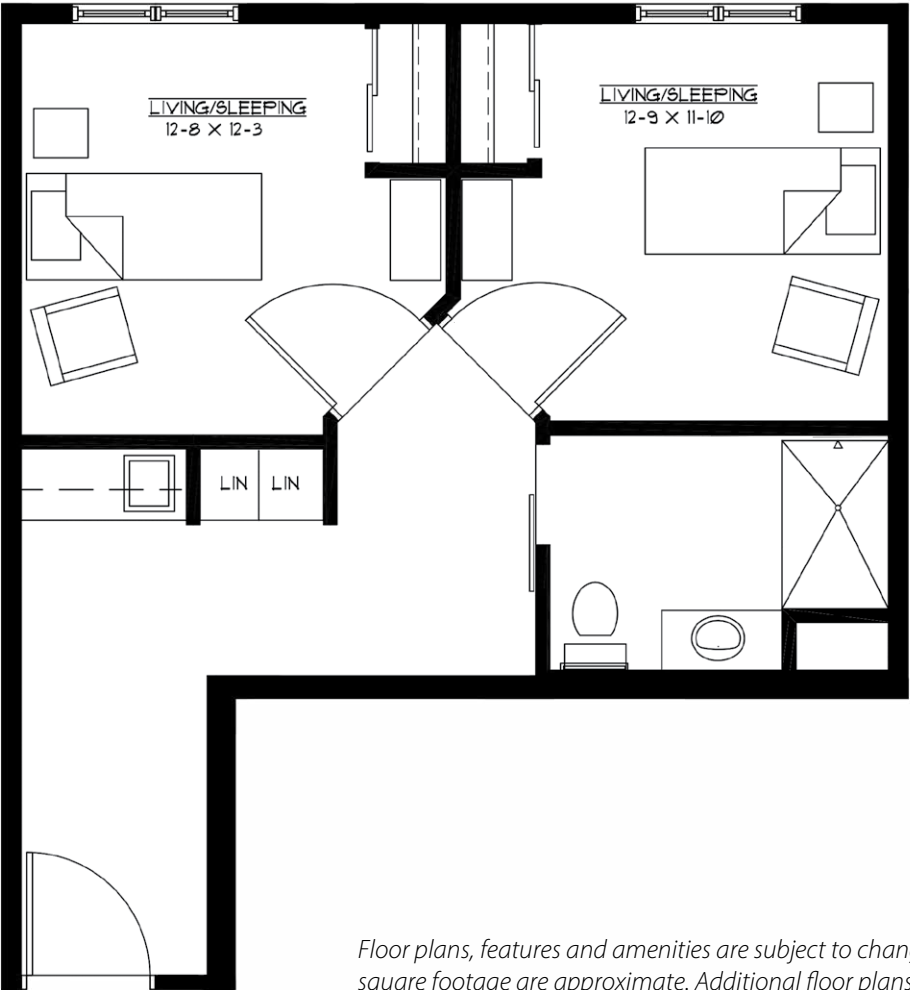 LIVING/SLEEPING
12-8 X 12-3
LIVING/SLEEPING
12-9 X 11-10
LIN LIN
Floor plans, features and amenities are subject to
square footage are approximate. Additional floor plans